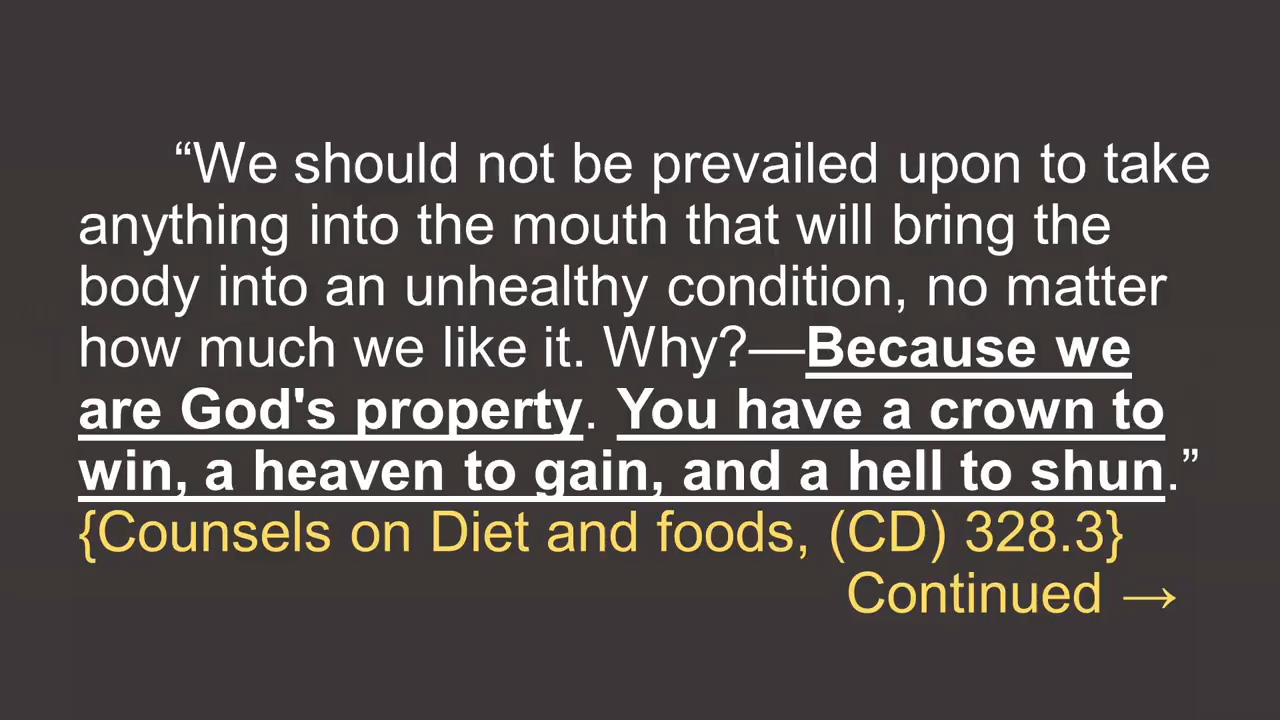 “We should not be prevailed upon to take
anything into the mouth that will bring the
body into an unhealthy condition, no matter
how much we like it. Why?—Because we
are God's property. You have a crown to
win, a heaven to gain, and a hell to shun.”
{Counsels on Diet and foods, (CD) 328.3}
Continued →